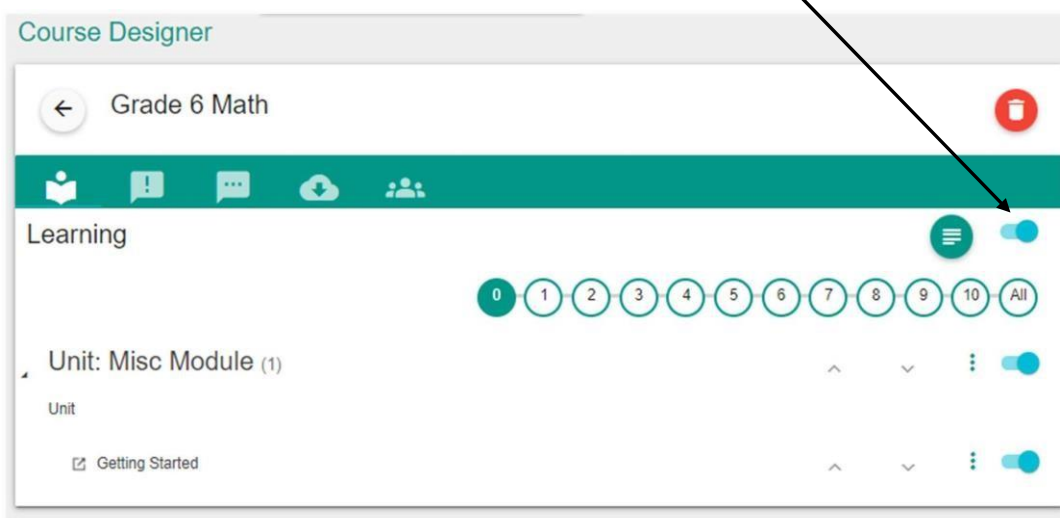 Course Designer
Grade 6 Math
Learning
0 1 2 3 4 5 6 7 8 9 10 All
Unit: Misc Module (1)
Unit
Getting Started